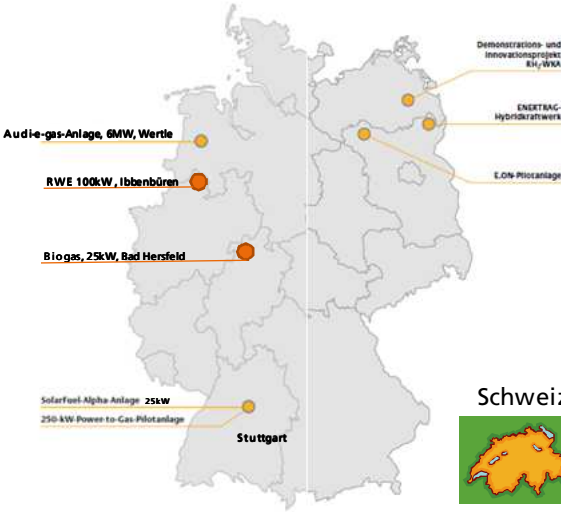 Demonstrations- und
Innovationsprojekt
RH₂-WKA
ENERTRAG-
Hybridkraftwerk
Audi-e-gas-Anlage, 6MW, Wertle
E.ON-Pilotanlage
RWE 100kW, Ibbenbüren
Biogas, 25kW, Bad Hersfeld
SolarFuel-Alpha-Anlage 25kW
250-kW-Power-to-Gas-Pilotanlage
Stuttgart
Schweiz